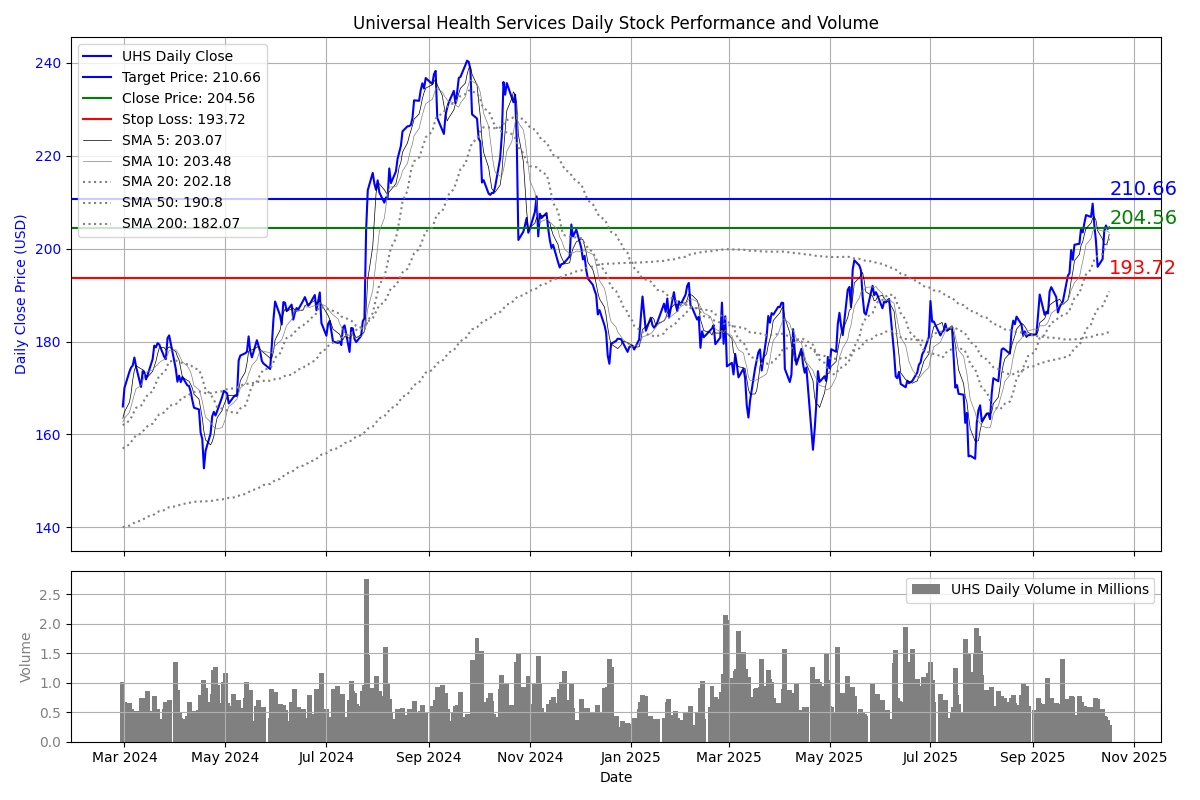 Universal Health Services Daily Stock Performance and Volume
UHS Daily Close
Target Price: 210.66
Close Price: 204.56
Stop Loss: 193.72
SMA 5: 203.07
SMA 10: 203.48
SMA 20: 202.18
SMA 50: 190.8
SMA 200: 182.07
Daily Close Price (USD)
240
220
200
180
160
140
210.66
204.56
193.72
UHS Daily Volume in Millions
Volume
2.5
2.0
1.5
1.0
0.5
0.0
Mar 2024 May 2024 Jul 2024 Sep 2024 Nov 2024 Jan 2025 Mar 2025 May 2025 Jul 2025 Sep 2025 Nov 2025
Date